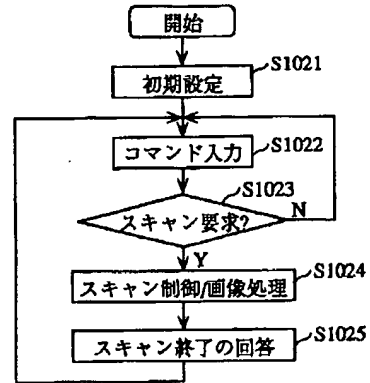 開始
S1021
初期設定
S1022
コマンド入力
S1023
スキャン要求?
N
Y
S1024
スキャン制御/画像処理
S1025
スキャン終了の回答